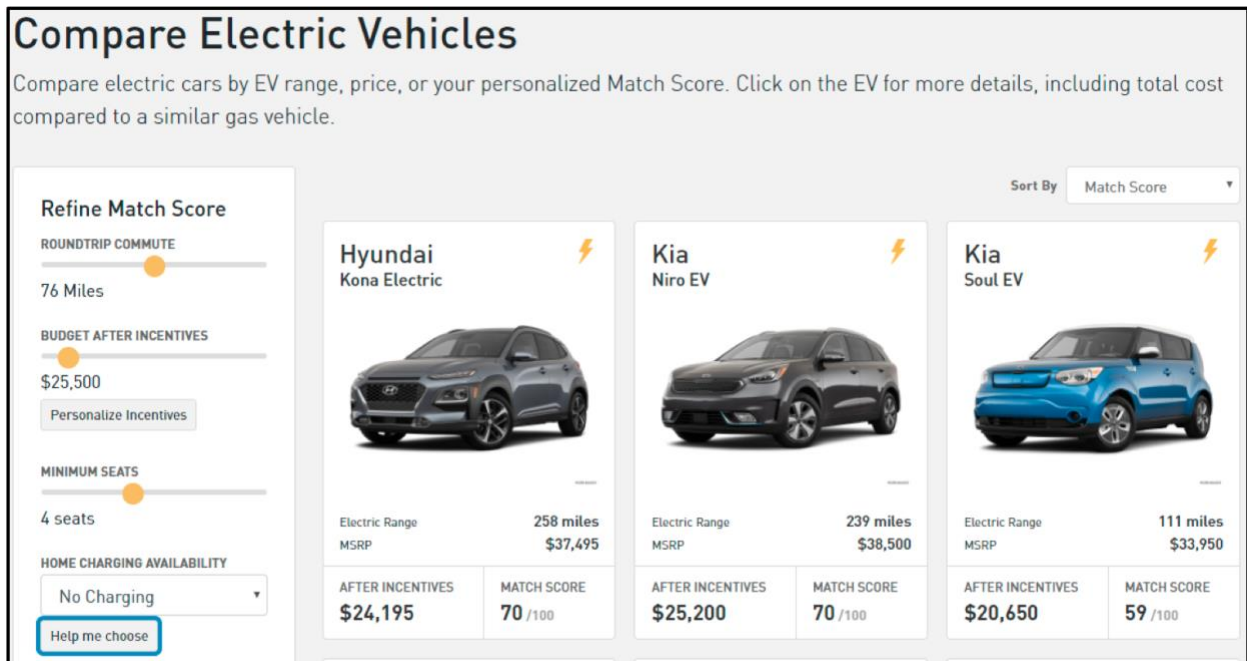 Compare Electric Vehicles
Compare electric cars by EV range, price, or your personalized Match Score. Click on the EV for more details, including total cost
compared to a similar gas vehicle.
Sort By Match Score
Refine Match Score
ROUNDTRIP COMMUTE
76 Miles
BUDGET AFTER INCENTIVES
$25,500
Personalize Incentives
MINIMUM SEATS
4 seats
HOME CHARGING AVAILABILITY
No Charging
Help me choose
Hyundai
Kona Electric
Electric Range 258 miles
MSRP $37,495
AFTER INCENTIVES MATCH SCORE
$24,195 70 /100
Kia
Niro EV
Electric Range 239 miles
MSRP $38,500
AFTER INCENTIVES MATCH SCORE
$25,200 70 /100
Kia
Soul EV
Electric Range 111 miles
MSRP $33,950
AFTER INCENTIVES MATCH SCORE
$20,650 59 /100